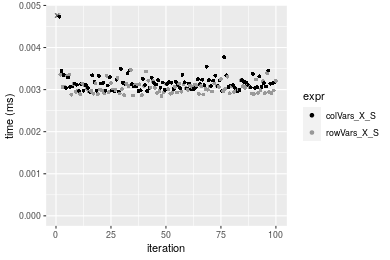 0.005
0.004
0.003
0.002
0.001
0.000
time (ms)
0 25 50 75 100
iteration
expr
colVars_X_S
rowVars_X_S